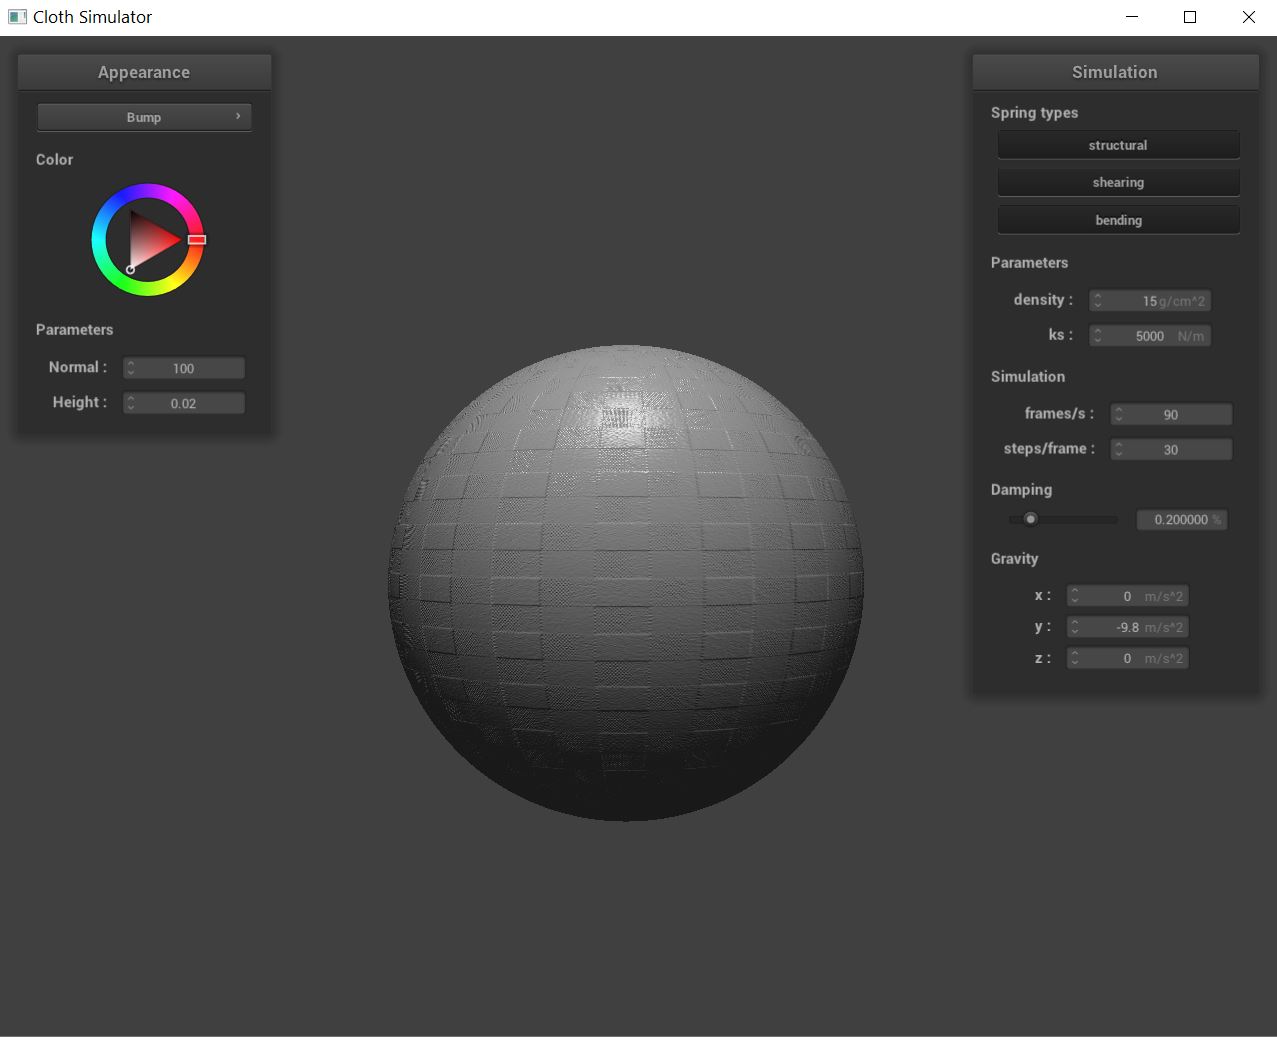 Cloth Simulator
Appearance
Bump
Color
Parameters
Normal : 100
Height : 0.02
Simulation
Spring types
structural
shearing
bending
Parameters
density : 15 g/cm^2
ks : 5000 N/m
Simulation
frames/s : 90
steps/frame : 30
Damping
0.200000 %
Gravity
x : 0 m/s^2
y : -9.8 m/s^2
z : 0 m/s^2